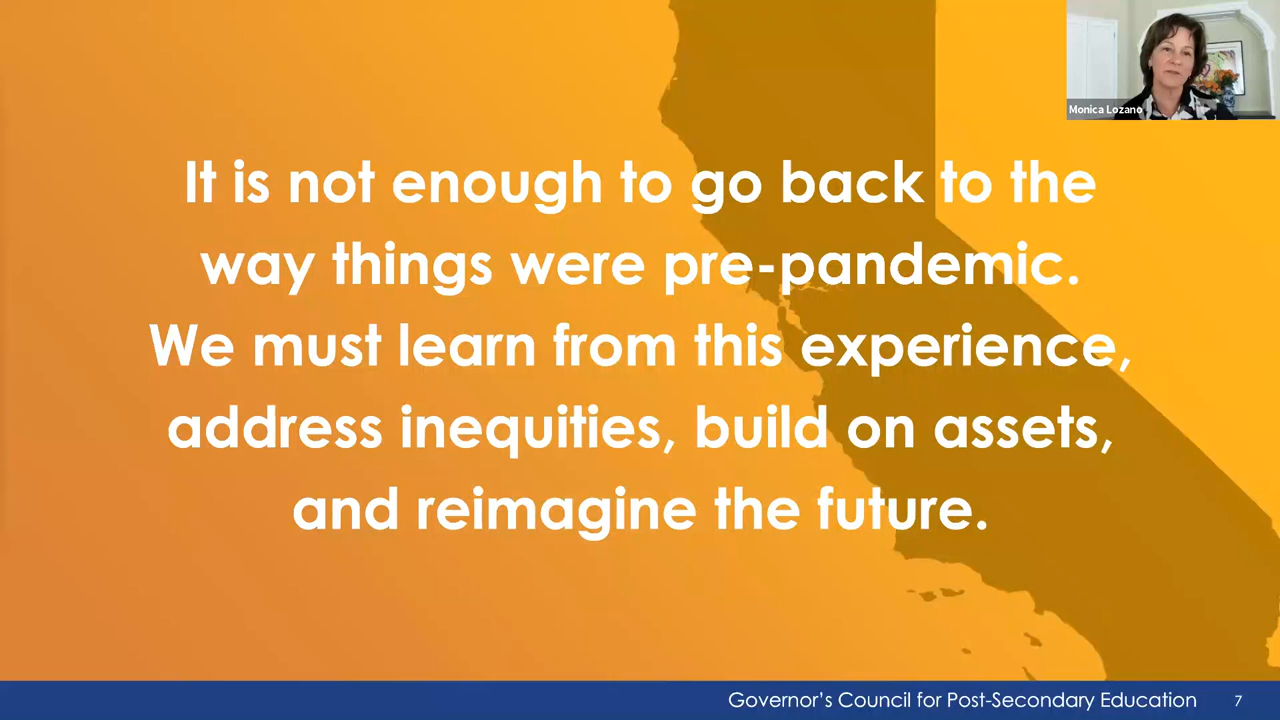 Monica Lozano
It is not enough to go back to the
way things were pre-pandemic.
We must learn from this experience,
address inequities, build on assets,
and reimagine the future.
Governor's Council for Post-Secondary Education 7